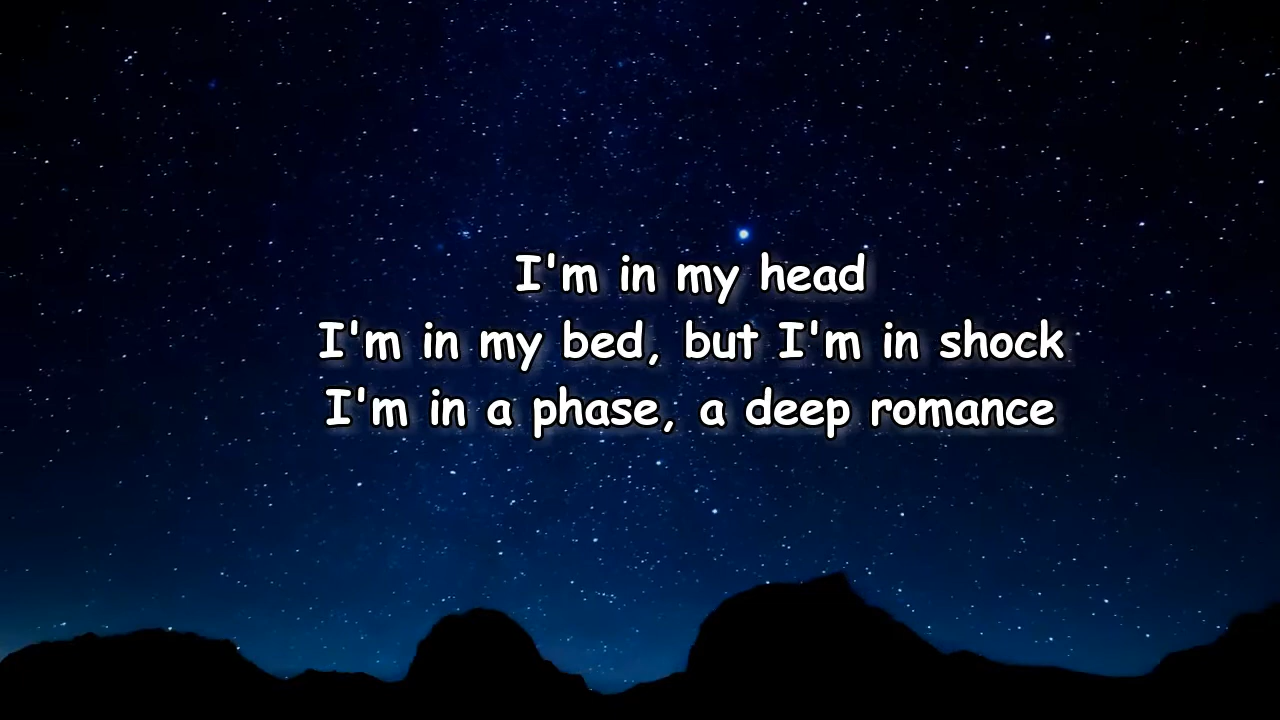 I'm in my head
I'm in my bed, but I'm in shock
I'm in a phase, a deep romance